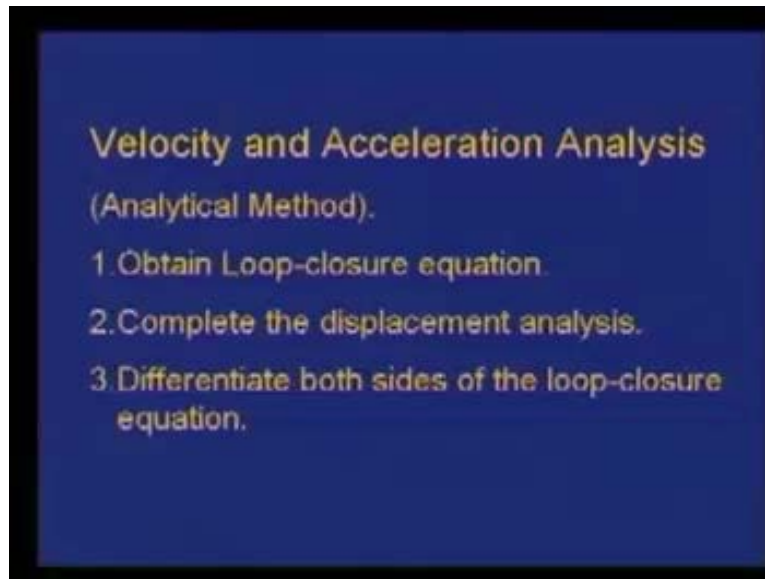 Velocity and Acceleration Analysis
(Analytical Method).
1.Obtain Loop-closure equation.
2.Complete the displacement analysis.
3.Differentiate both sides of the loop-closure
equation.